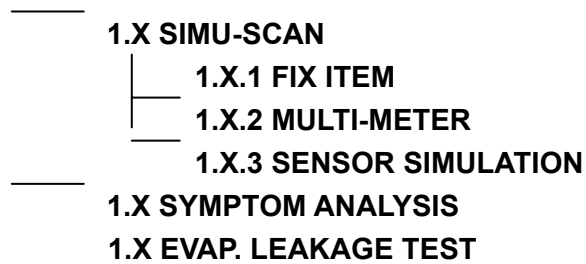 1.X SIMU-SCAN
1.X.1 FIX ITEM
1.X.2 MULTI-METER
1.X.3 SENSOR SIMULATION
1.X SYMPTOM ANALYSIS
1.X EVAP. LEAKAGE TEST